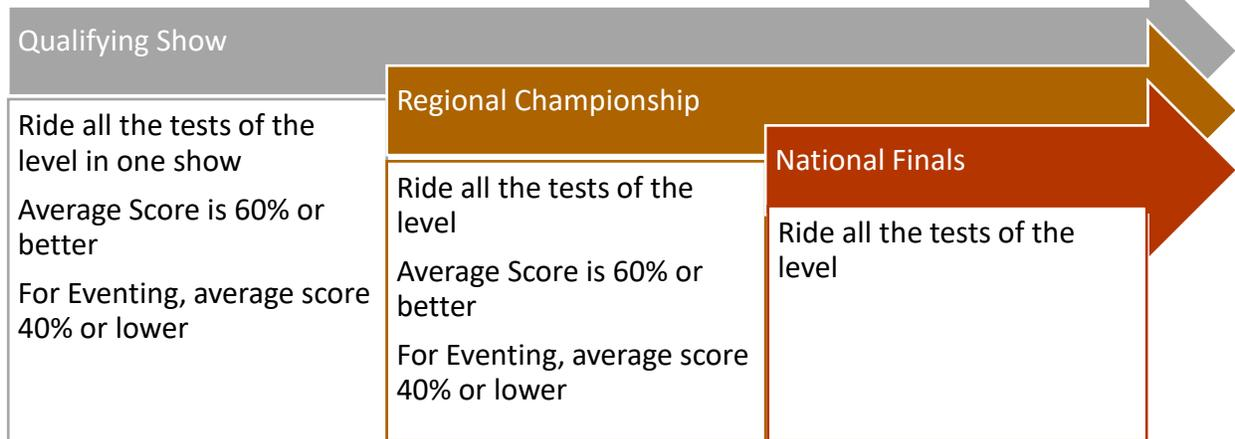 Qualifying Show
Ride all the tests of the
level in one show
Average Score is 60% or
better
For Eventing, average score
40% or lower
Regional Championship
Ride all the tests of the
level
Average Score is 60% or
better
For Eventing, average score
40% or lower
National Finals
Ride all the tests of the
level